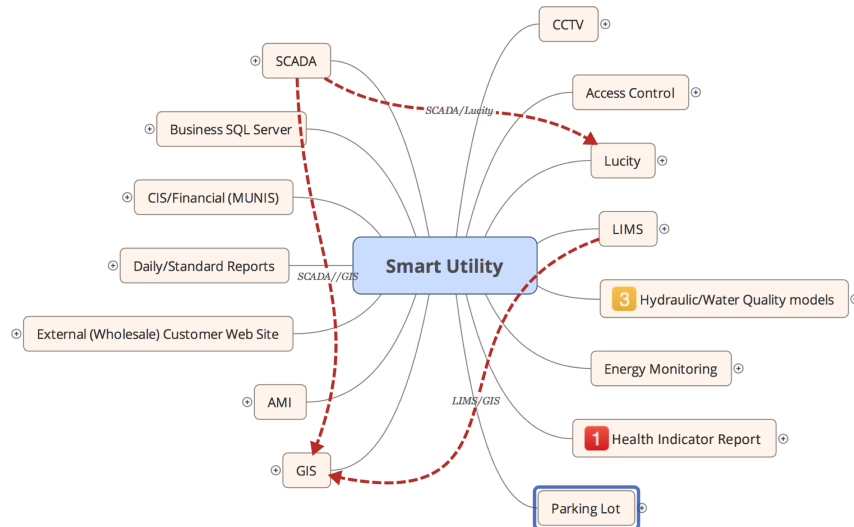 CCTV
SCADA
Access Control
SCADA/Lucity
Business SQL Server
Lucity
CIS/Financial (MUNIS)
LIMS
Smart Utility
Daily/Standard Reports
SCADA//GIS
3 Hydraulic/Water Quality models
External (Wholesale) Customer Web Site
Energy Monitoring
AMI
LIMS/GIS
1 Health Indicator Report
GIS
Parking Lot